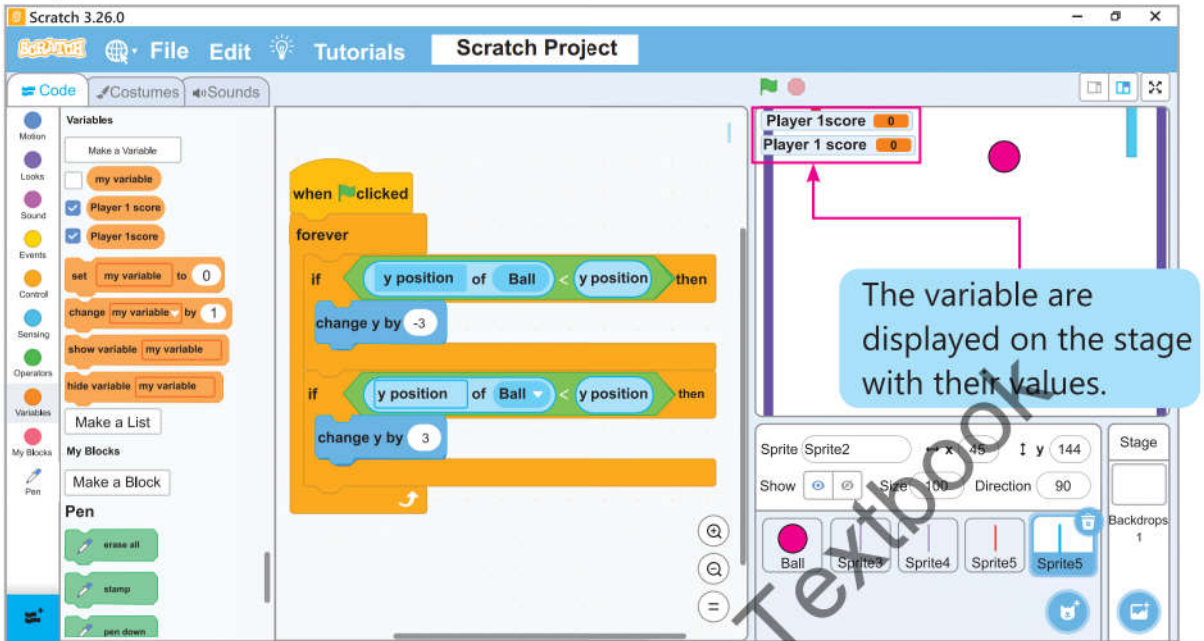 Scratch 3.26.0
SCRATCH File Edit Tutorials Scratch Project
Code Costumes Sounds
Motion
Looks
Sound
Events
Control
Sensing
Operators
Variables
My Blocks
Pen
Variables
Make a Variable
my variable
Player 1 score
Player 1score
set my variable to 0
change my variable by 1
show variable my variable
hide variable my variable
Make a List
My Blocks
Make a Block
Pen
erase all
stamp
pen down
when clicked
forever
if y position of Ball < y position then
change y by -3
if y position of Ball < y position then
change y by 3
Player 1score 0
Player 1 score 0
The variable are
displayed on the stage
with their values.
Sprite Sprite2 x 45 y 144
Show Size 100 Direction 90
Ball Sprite3 Sprite4 Sprite5 Sprite5
Stage
Backdrops
1
Textbook